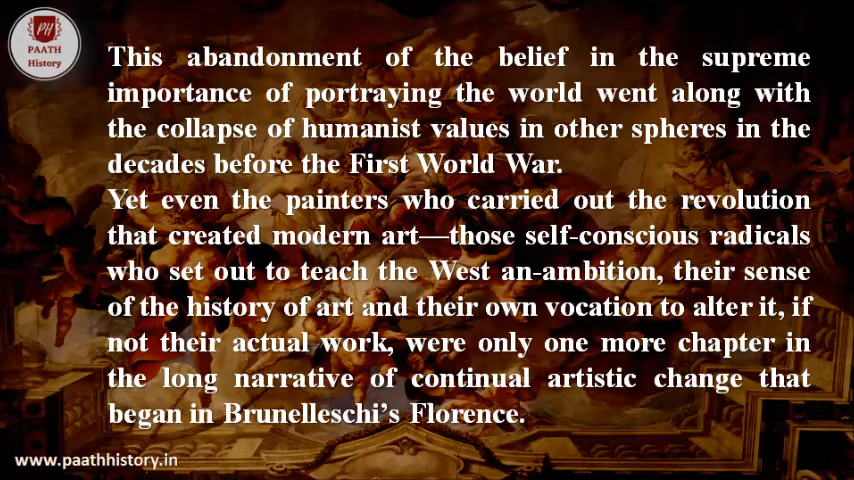 PH
PAATH
History
This abandonment of the belief in the supreme
importance of portraying the world went along with
the collapse of humanist values in other spheres in the
decades before the First World War.
Yet even the painters who carried out the revolution
that created modern art—those self-conscious radicals
who set out to teach the West an-ambition, their sense
of the history of art and their own vocation to alter it, if
not their actual work, were only one more chapter in
the long narrative of continual artistic change that
began in Brunelleschi’s Florence.
www.paathhistory.in